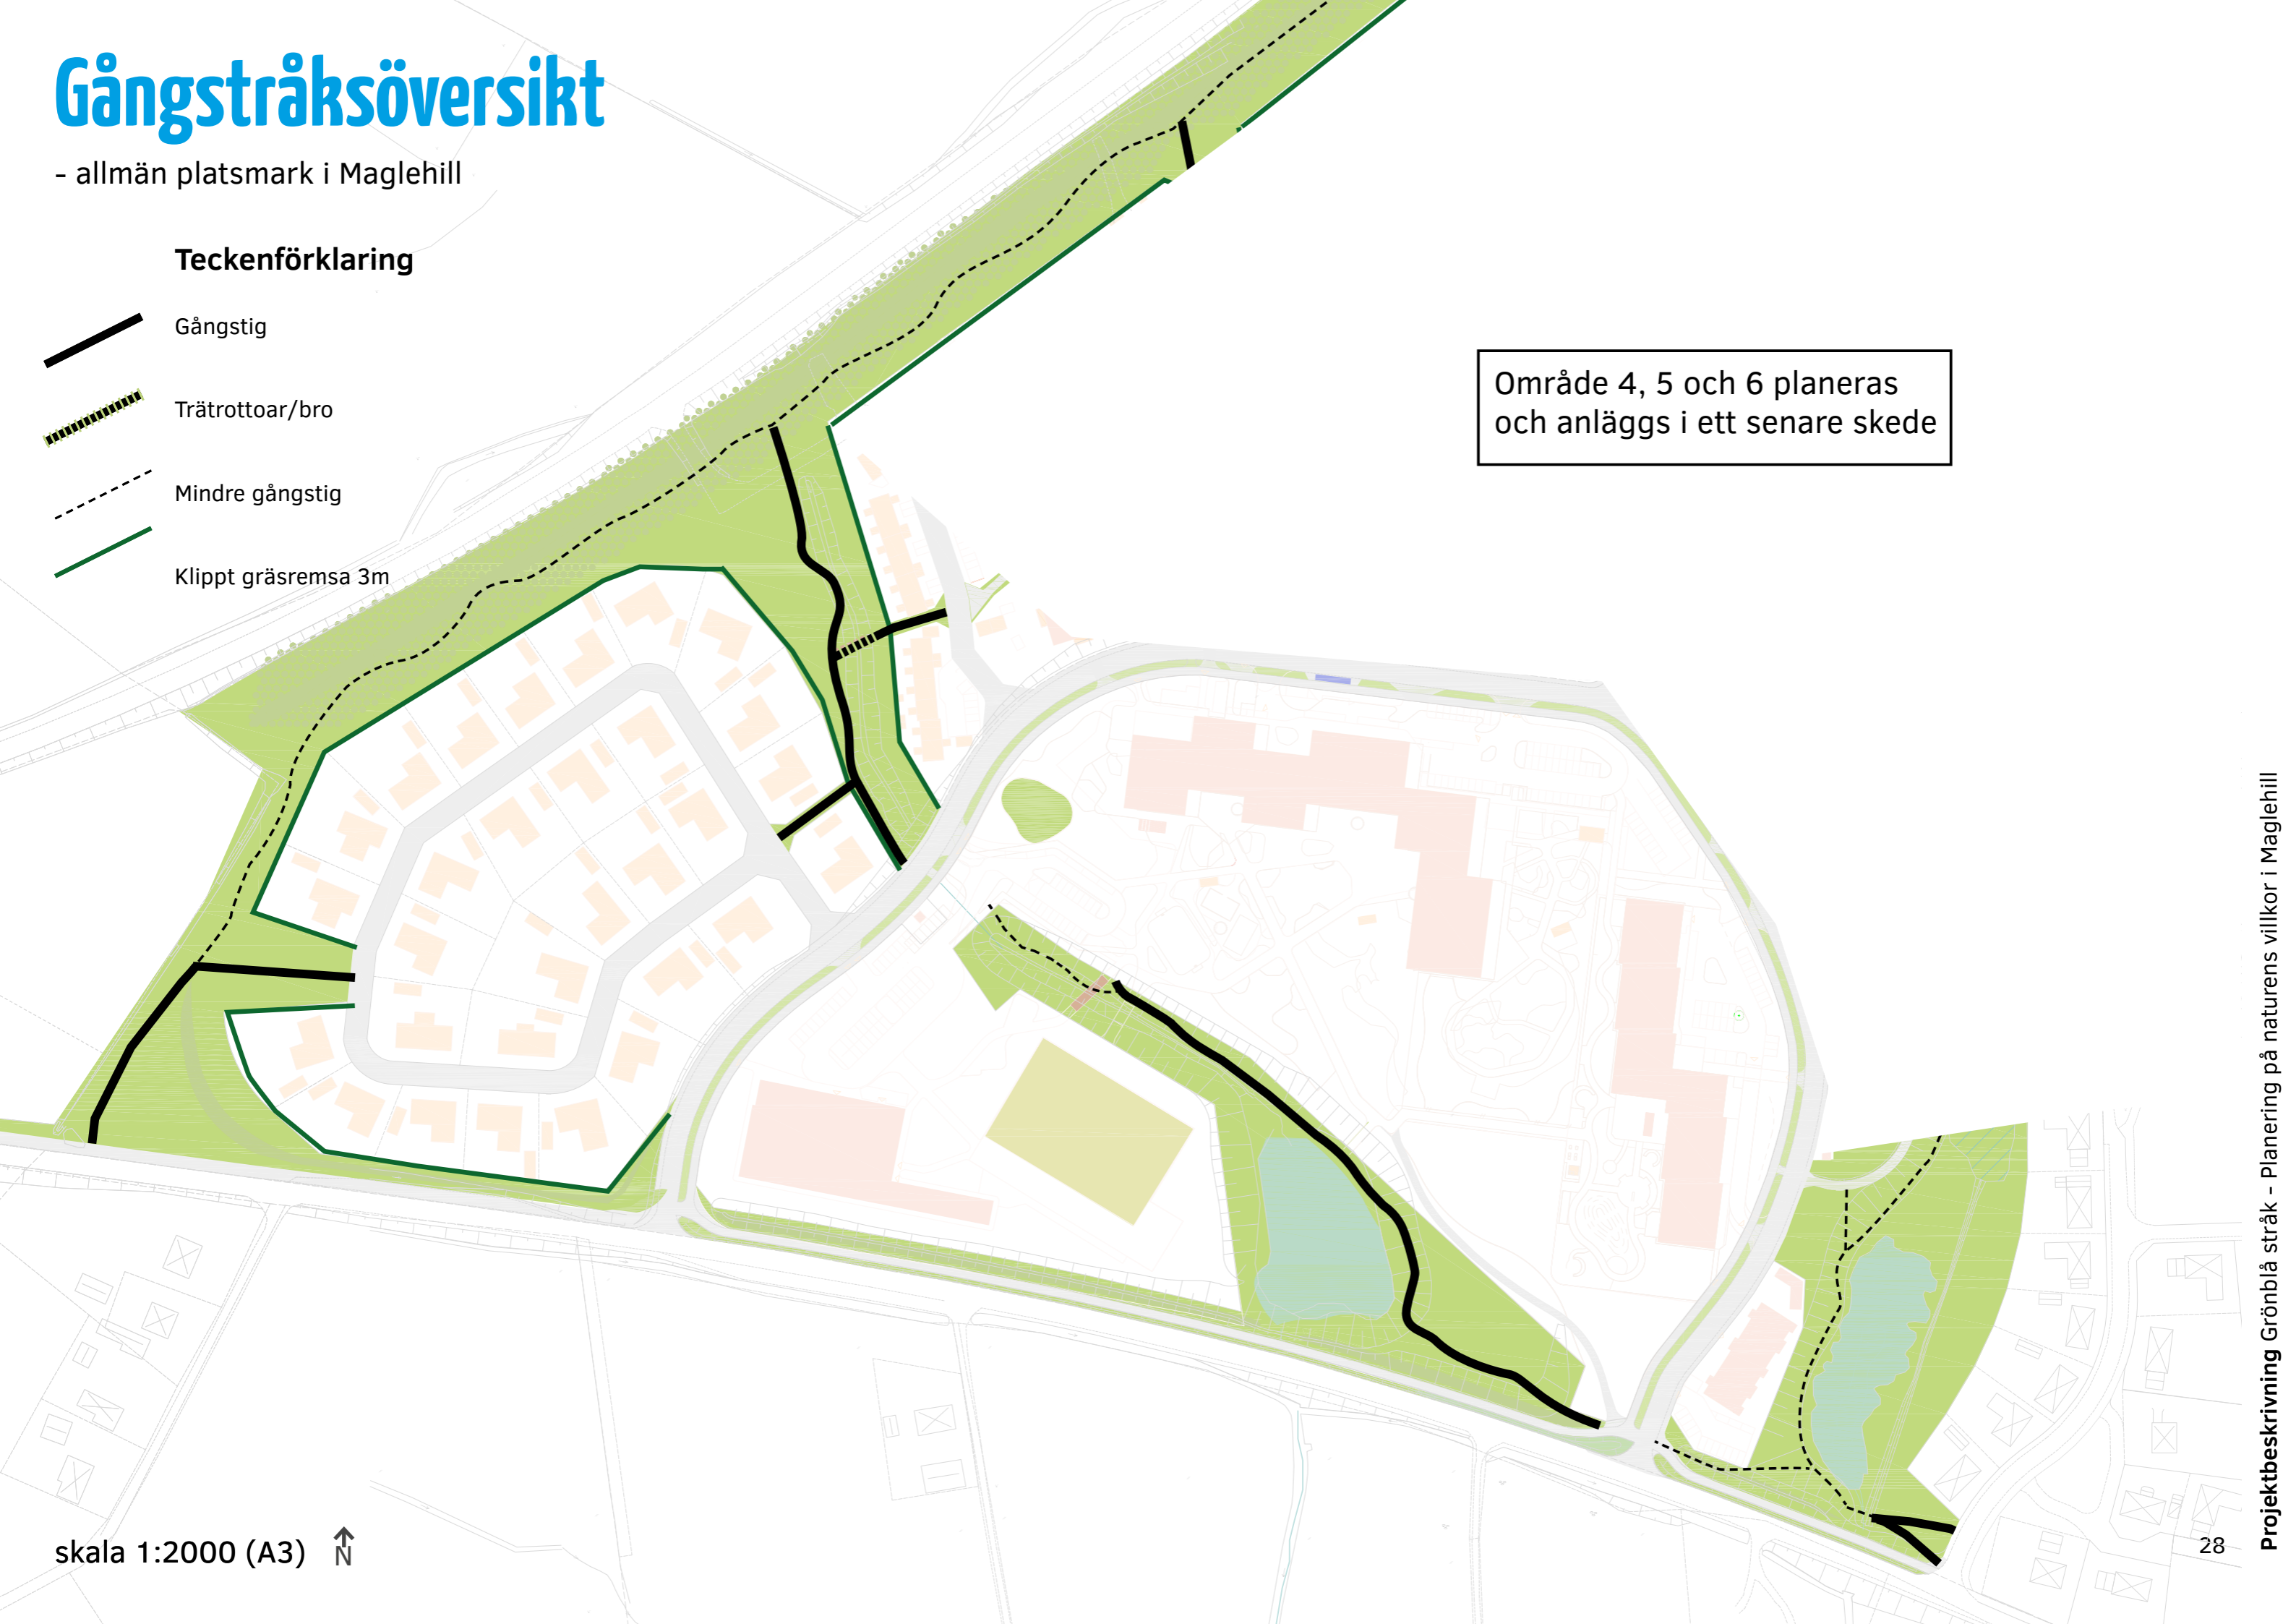 Gångstråksöversikt
- allmän platsmark i Maglehill
Teckenförklaring
Gångstig
Trätrottoar/bro
Mindre gångstig
Klippt gräsremsa 3m
Område 4, 5 och 6 planeras
och anläggs i ett senare skede
skala 1:2000 (A3)
N
28
Projektbeskrivning Grönblå stråk - Planering på naturens villkor i Maglehill